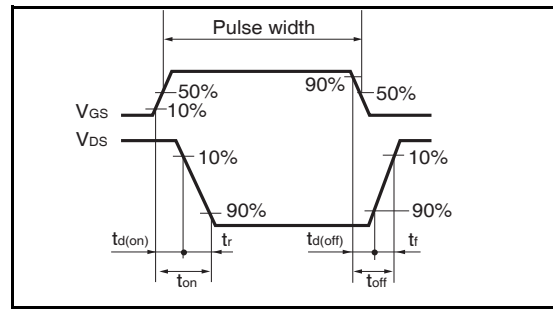 Pulse width
90%
50%
50%
10%
VGS
VDS
10%
10%
90%
90%
td(on)
tr
td(off)
tf
ton
toff